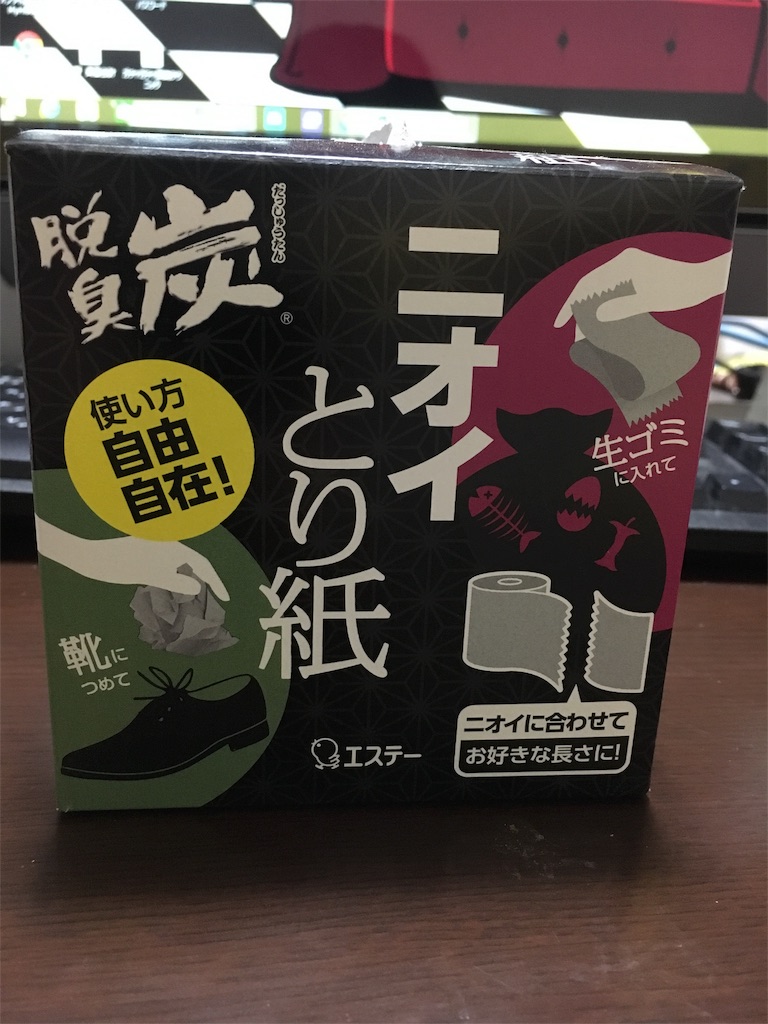 脱臭炭
だっしゅうたん
®
ニオイ
とり紙
使い方
自由
自在!
生ゴミ
に入れて
靴に
つめて
ニオイに合わせて
お好きな長さに!
エステー